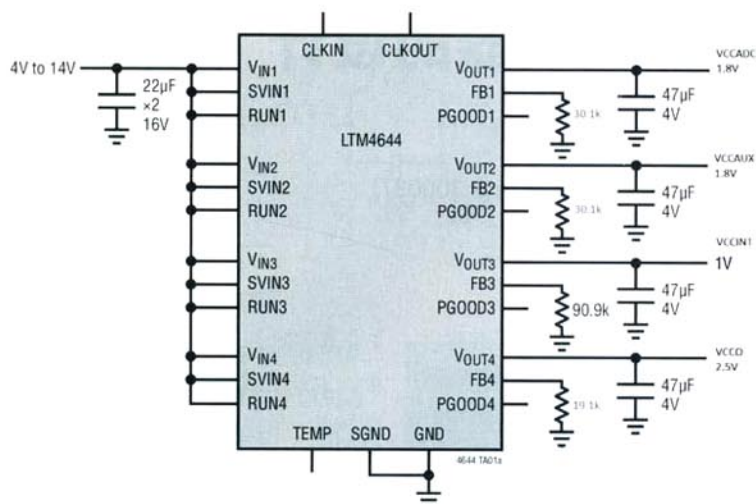 CLKIN
CLKOUT
4V to 14V
22µF
×2
16V
VIN1
SVIN1
RUN1
VIN2
SVIN2
RUN2
VIN3
SVIN3
RUN3
VIN4
SVIN4
RUN4
LTM4644
VOUT1
FB1
PGOOD1
30.1k
47µF
4V
VCCADC
1.8V
VOUT2
FB2
PGOOD2
30.1k
47µF
4V
VCCAUX
1.8V
VOUT3
FB3
PGOOD3
90.9k
47µF
4V
VCCINT
1V
VOUT4
FB4
PGOOD4
19.1k
47µF
4V
VCCO
2.5V
TEMP
SGND
GND
4644 TA01a